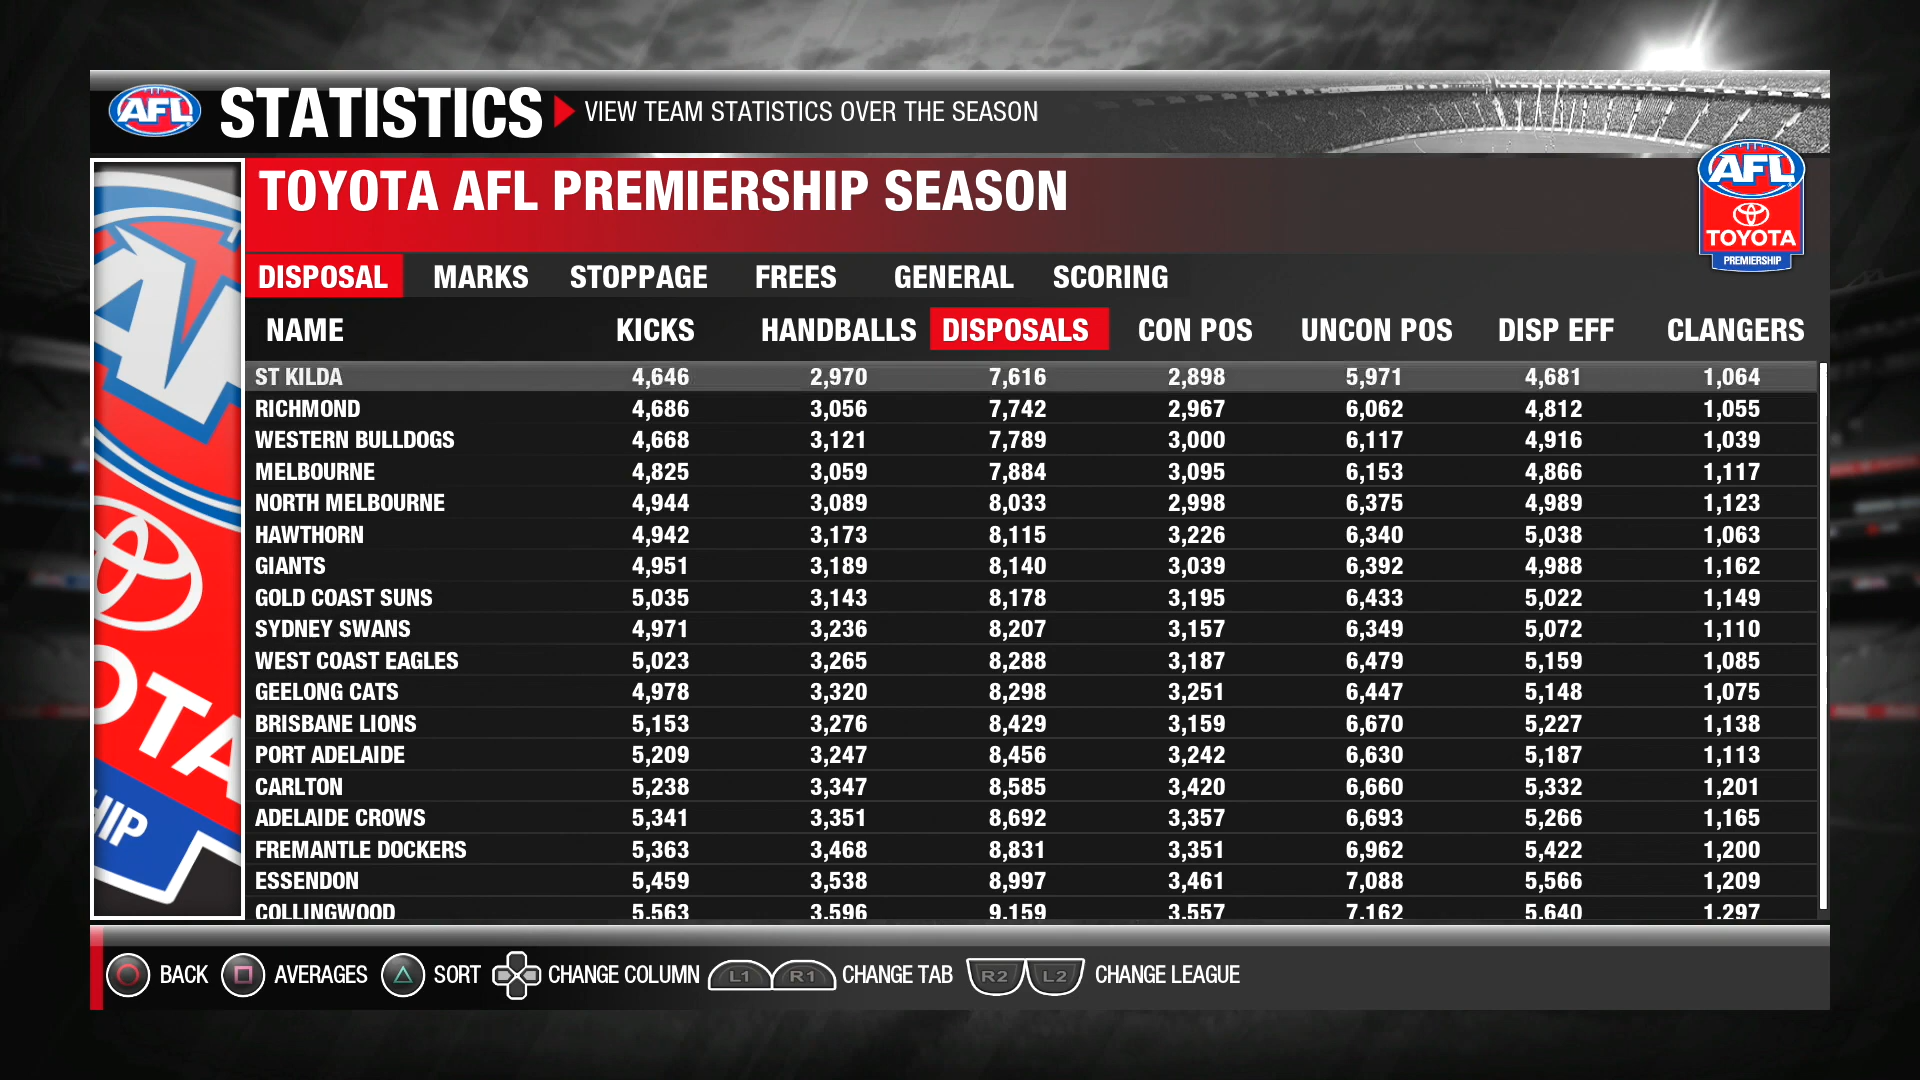 AFL STATISTICS VIEW TEAM STATISTICS OVER THE SEASON
TOYOTA AFL PREMIERSHIP SEASON
AFL
TOYOTA
PREMIERSHIP
DISPOSAL MARKS STOPPAGE FREES GENERAL SCORING
NAME KICKS HANDBALLS DISPOSALS CON POS UNCON POS DISP EFF CLANGERS
ST KILDA 4,646 2,970 7,616 2,898 5,971 4,681 1,064
RICHMOND 4,686 3,056 7,742 2,967 6,062 4,812 1,055
WESTERN BULLDOGS 4,668 3,121 7,789 3,000 6,117 4,916 1,039
MELBOURNE 4,825 3,059 7,884 3,095 6,153 4,866 1,117
NORTH MELBOURNE 4,944 3,089 8,033 2,998 6,375 4,989 1,123
HAWTHORN 4,942 3,173 8,115 3,226 6,340 5,038 1,063
GIANTS 4,951 3,189 8,140 3,039 6,392 4,988 1,162
GOLD COAST SUNS 5,035 3,143 8,178 3,195 6,433 5,022 1,149
SYDNEY SWANS 4,971 3,236 8,207 3,157 6,349 5,072 1,110
WEST COAST EAGLES 5,023 3,265 8,288 3,187 6,479 5,159 1,085
GEELONG CATS 4,978 3,320 8,298 3,251 6,447 5,148 1,075
BRISBANE LIONS 5,153 3,276 8,429 3,159 6,670 5,227 1,138
PORT ADELAIDE 5,209 3,247 8,456 3,242 6,630 5,187 1,113
CARLTON 5,238 3,347 8,585 3,420 6,660 5,332 1,201
ADELAIDE CROWS 5,341 3,351 8,692 3,357 6,693 5,266 1,165
FREMANTLE DOCKERS 5,363 3,468 8,831 3,351 6,962 5,422 1,200
ESSENDON 5,459 3,538 8,997 3,461 7,088 5,566 1,209
COLLINGWOOD 5,563 3,596 9,159 3,557 7,162 5,640 1,297
OTA
HIP
BACK AVERAGES SORT CHANGE COLUMN L1 R1 CHANGE TAB R2 L2 CHANGE LEAGUE